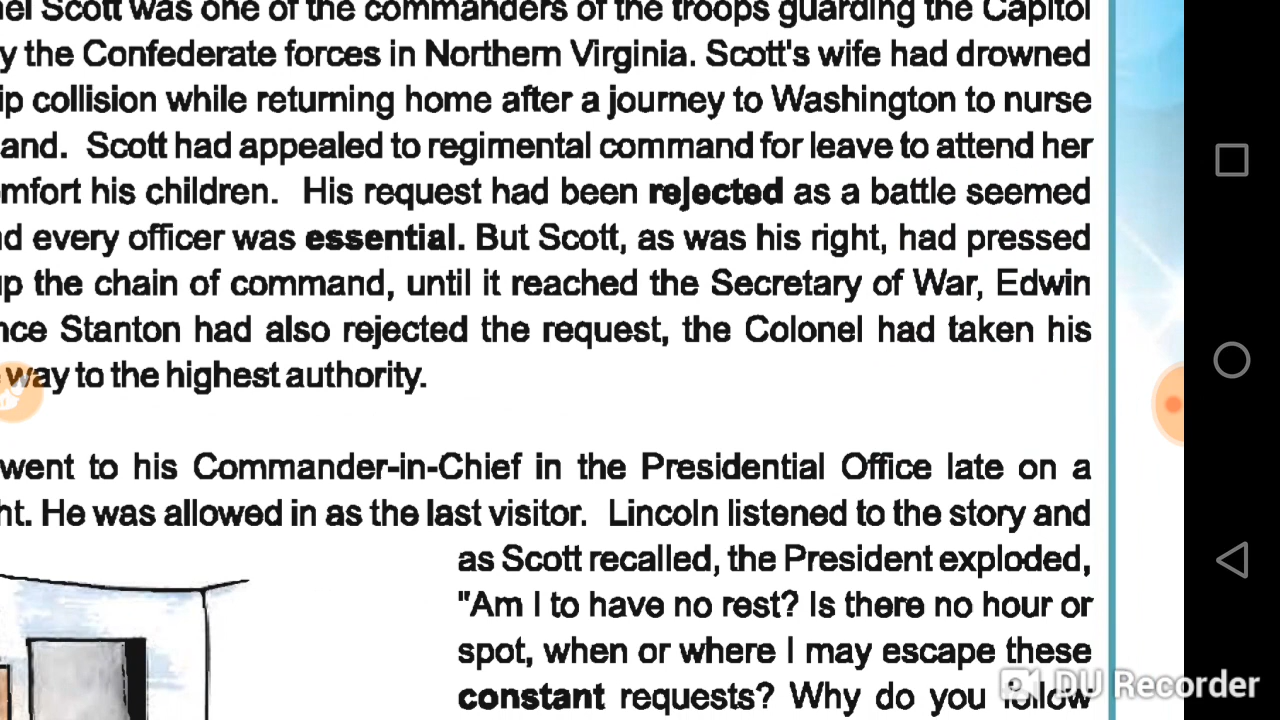 nel Scott was one of the commanders of the troops guarding the Capitol
y the Confederate forces in Northern Virginia. Scott's wife had drowned
ip collision while returning home after a journey to Washington to nurse
and. Scott had appealed to regimental command for leave to attend her
mfort his children. His request had been rejected as a battle seemed
d every officer was essential. But Scott, as was his right, had pressed
up the chain of command, until it reached the Secretary of War, Edwin
nce Stanton had also rejected the request, the Colonel had taken his
way to the highest authority.
went to his Commander-in-Chief in the Presidential Office late on a
ht. He was allowed in as the last visitor. Lincoln listened to the story and
as Scott recalled, the President exploded,
"Am I to have no rest? Is there no hour or
spot, when or where I may escape these
constant requests? Why do you follow
DU Recorder